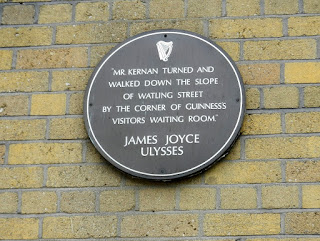 "MR. KERNAN TURNED AND
WALKED DOWN THE SLOPE
OF WATLING STREET
BY THE CORNER OF GUINNESS'S
VISITORS WAITING ROOM."
JAMES JOYCE
ULYSSES